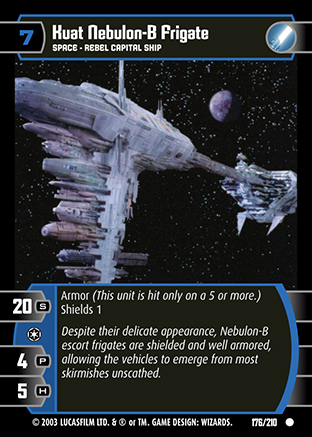 7
Kuat Nebulon-B Frigate
SPACE - REBEL CAPITAL SHIP
20 S
4 P
5 H
Armor (This unit is hit only on a 5 or more.)
Shields 1
Despite their delicate appearance, Nebulon-B
escort frigates are shielded and well armored,
allowing the vehicles to emerge from most
skirmishes unscathed.
© 2003 LUCASFILM LTD. & ® or TM. GAME DESIGN: WIZARDS.
176/210